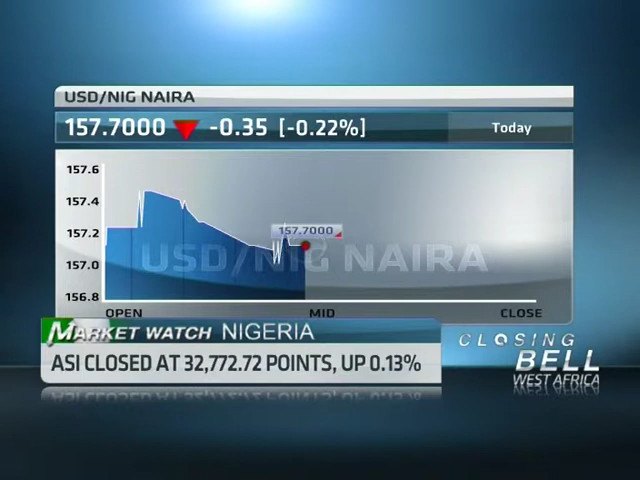 USD/NIG NAIRA
157.7000 -0.35 [-0.22%] Today
157.6
157.4
157.2
157.0
156.8
157.7000
USD/NIG NAIRA
OPEN MID CLOSE
MARKET WATCH NIGERIA
ASI CLOSED AT 32,772.72 POINTS, UP 0.13%
CLOSING
BELL
WEST AFRICA